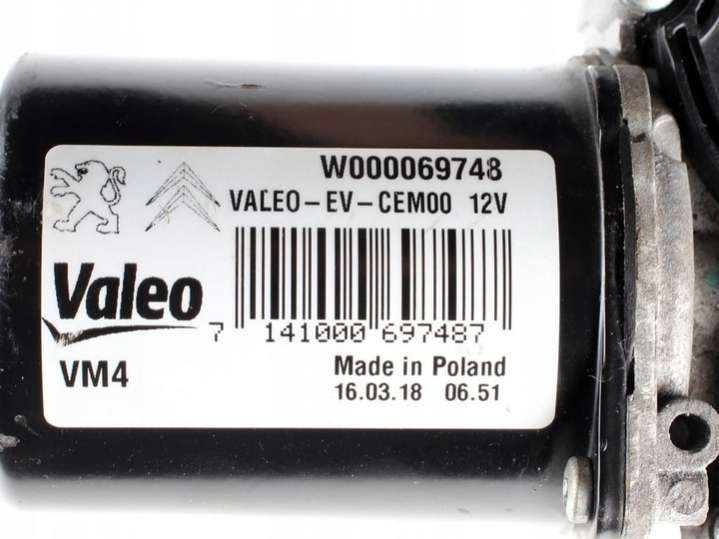 W000069748
VALEO-EV-CEM00 12V
Valeo
7 141000 697487
VM4
Made in Poland
16.03.18 06.51